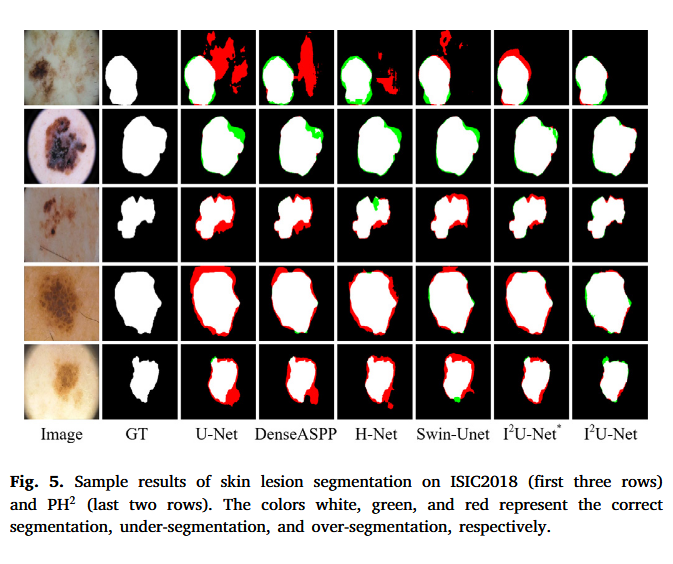 Image GT U-Net DenseASPP H-Net Swin-Unet I²U-Net* I²U-Net
Fig. 5. Sample results of skin lesion segmentation on ISIC2018 (first three rows)
and PH² (last two rows). The colors white, green, and red represent the correct
segmentation, under-segmentation, and over-segmentation, respectively.